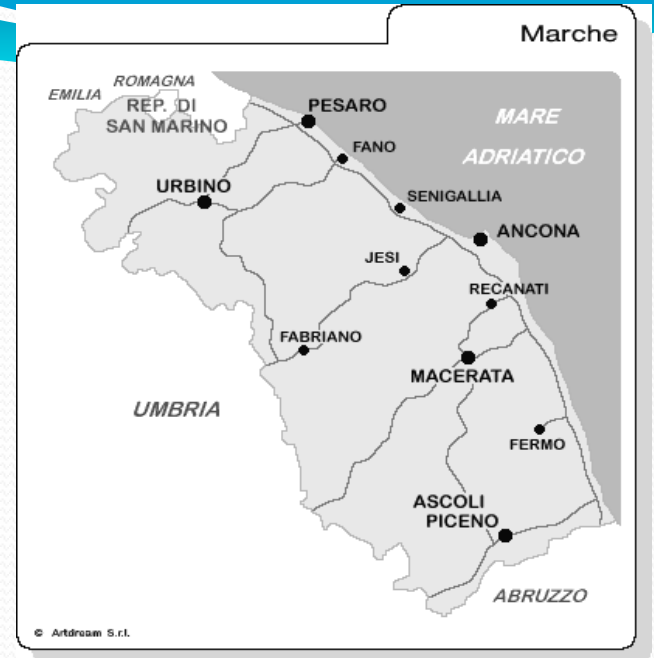 Marche
EMILIA ROMAGNA
REP. DI
SAN MARINO
PESARO
MARE
ADRIATICO
FANO
URBINO
SENIGALLIA
ANCONA
JESI
RECANATI
FABRIANO
MACERATA
UMBRIA
FERMO
ASCOLI
PICENO
ABRUZZO
© Artdream S.r.l.